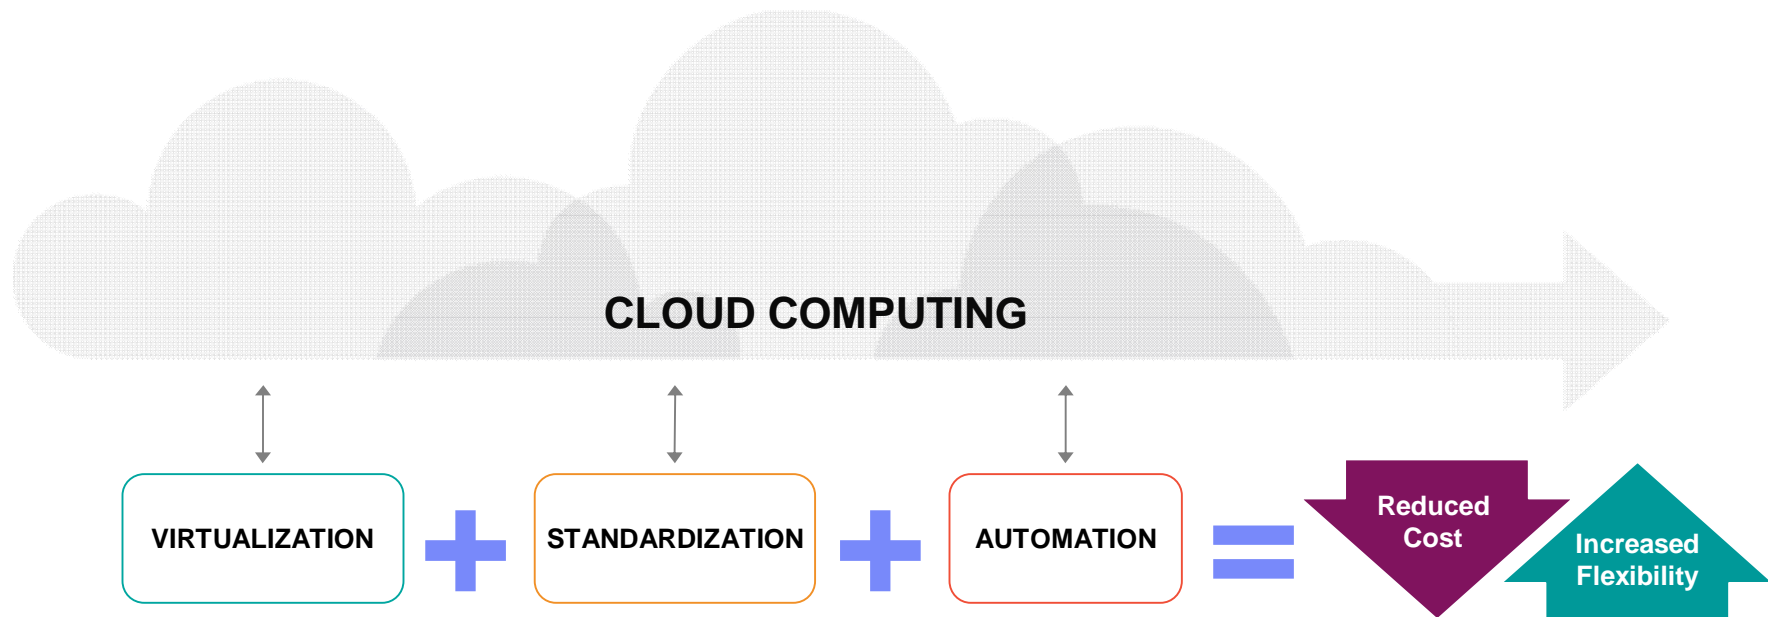 CLOUD COMPUTING
VIRTUALIZATION
STANDARDIZATION
AUTOMATION
Reduced
Cost
Increased
Flexibility